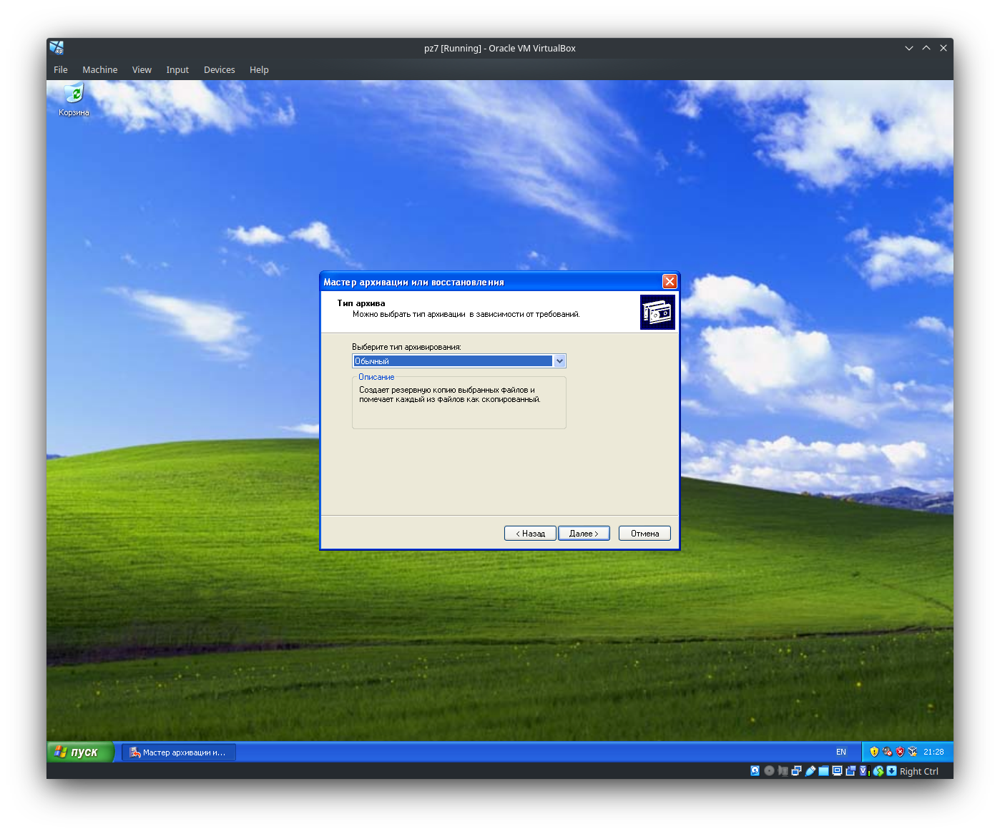 pz7 [Running] - Oracle VM VirtualBox
File Machine View Input Devices Help
Корзина
Мастер архивации или восстановления
Тип архива
Можно выбрать тип архивации в зависимости от требований.
Выберите тип архивирования:
Обычный
Описание
Создает резервную копию выбранных файлов и
помечает каждый из файлов как скопированный.
< Назад
Далее >
Отмена
пуск
Мастер архивации и...
EN
21:28
Right Ctrl